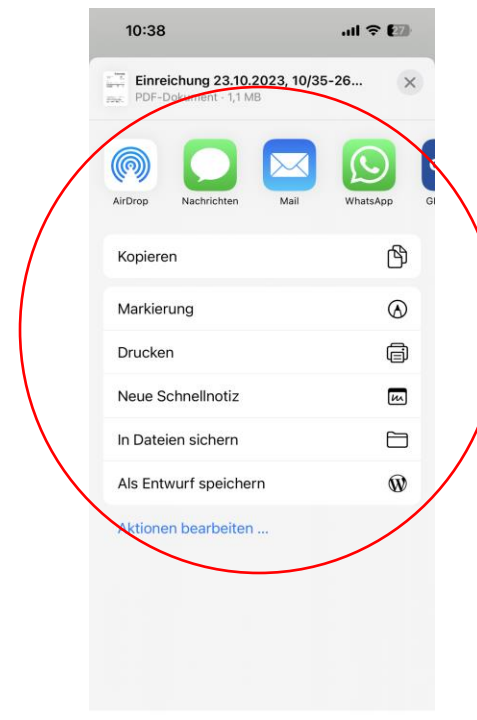 10:38
27
Einreichung 23.10.2023, 10/35-26...
PDF-Dokument · 1,1 MB
AirDrop
Nachrichten
Mail
WhatsApp
Kopieren
Markierung
Drucken
Neue Schnellnotiz
In Dateien sichern
Als Entwurf speichern
Aktionen bearbeiten ...